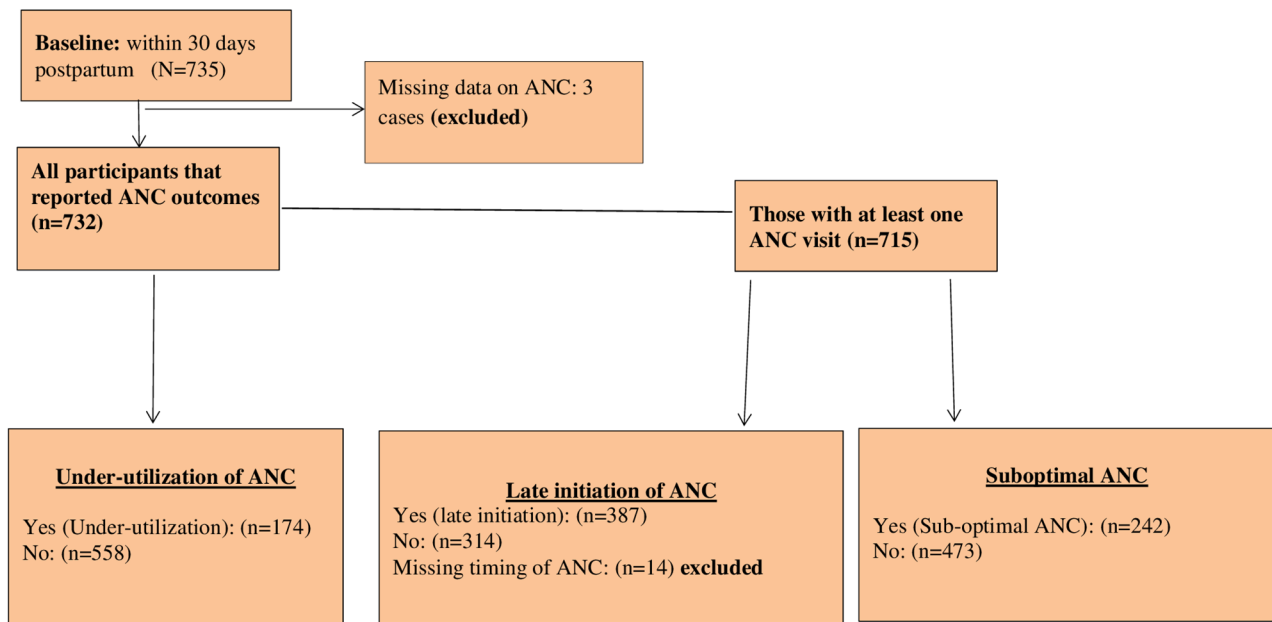 Baseline: within 30 days
postpartum (N=735)
Missing data on ANC: 3
cases (excluded)
All participants that
reported ANC outcomes
(n=732)
Those with at least one
ANC visit (n=715)
Under-utilization of ANC
Yes (Under-utilization): (n=174)
No: (n=558)
Late initiation of ANC
Yes (late initiation): (n=387)
No: (n=314)
Missing timing of ANC: (n=14) excluded
Suboptimal ANC
Yes (Sub-optimal ANC): (n=242)
No: (n=473)